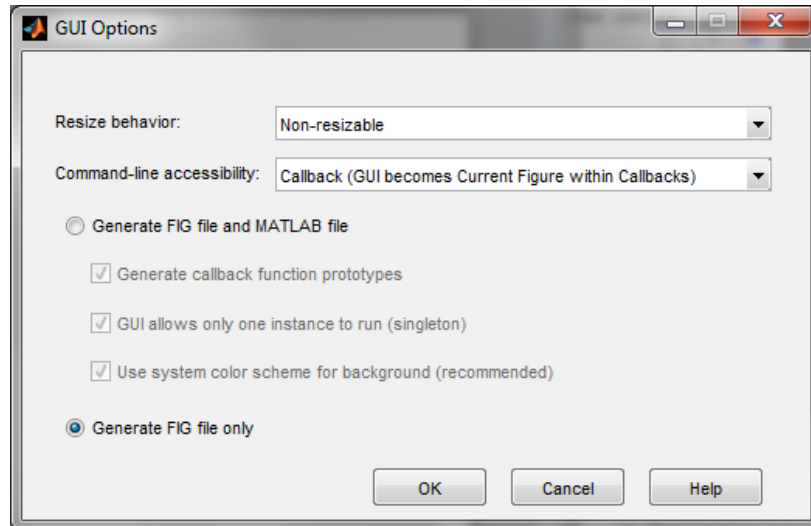 GUI Options
Resize behavior: Non-resizable
Command-line accessibility: Callback (GUI becomes Current Figure within Callbacks)
Generate FIG file and MATLAB file
Generate callback function prototypes
GUI allows only one instance to run (singleton)
Use system color scheme for background (recommended)
Generate FIG file only
OK Cancel Help